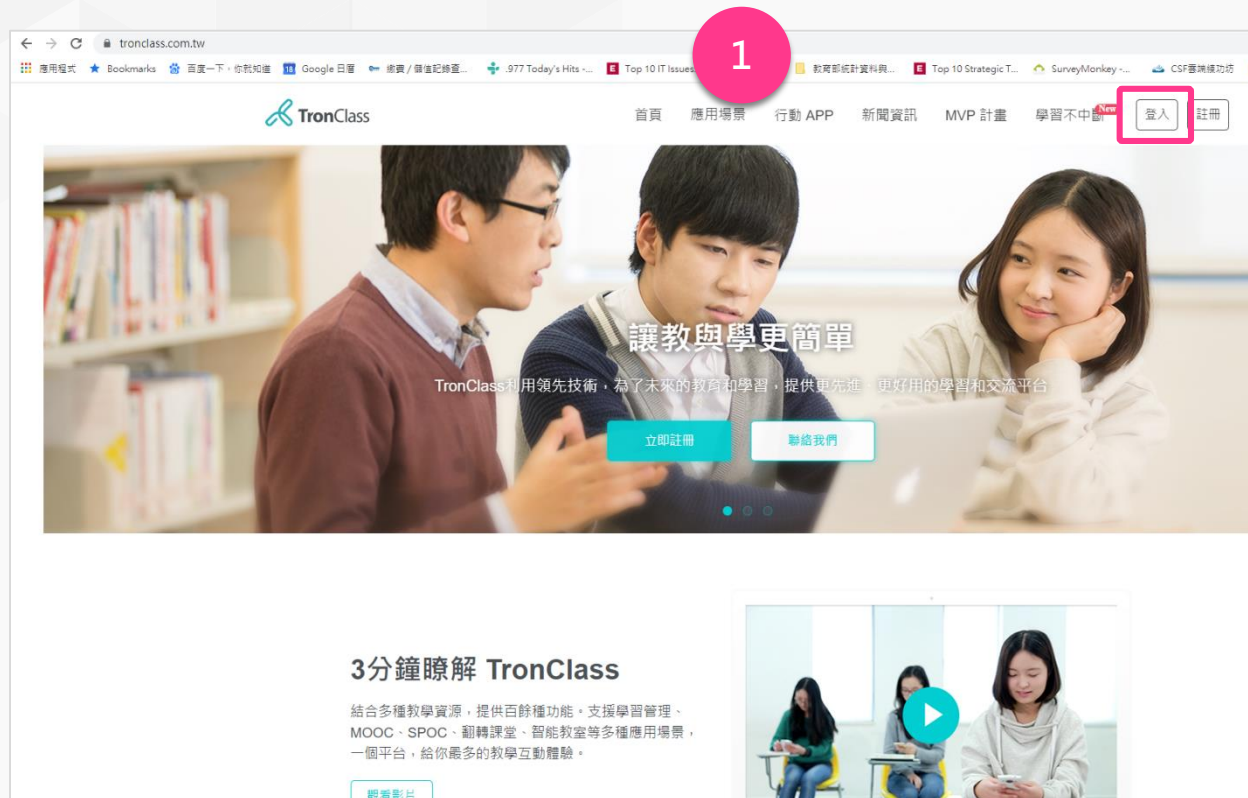 tronclass.com.tw
1
應用程式 Bookmarks 百度一下,你就知道 18 Google 日曆 繳費/儲值記錄查... .977 Today's Hits -... E Top 10 IT Issues 教育部統計資料與... E Top 10 Strategic T... SurveyMonkey -... CSF雲端練功坊
TronClass 首頁 應用場景 行動 APP 新聞資訊 MVP 計畫 學習不中斷 New 登入 註冊
讓教與學更簡單
TronClass利用領先技術,為了未來的教育和學習,提供更先進、更好用的學習和交流平台
立即註冊 聯絡我們
3分鐘瞭解 TronClass
結合多種教學資源,提供百餘種功能。支援學習管理、
MOOC、SPOC、翻轉課堂、智能教室等多種應用場景,
一個平台,給你最多的教學互動體驗。
觀看影片